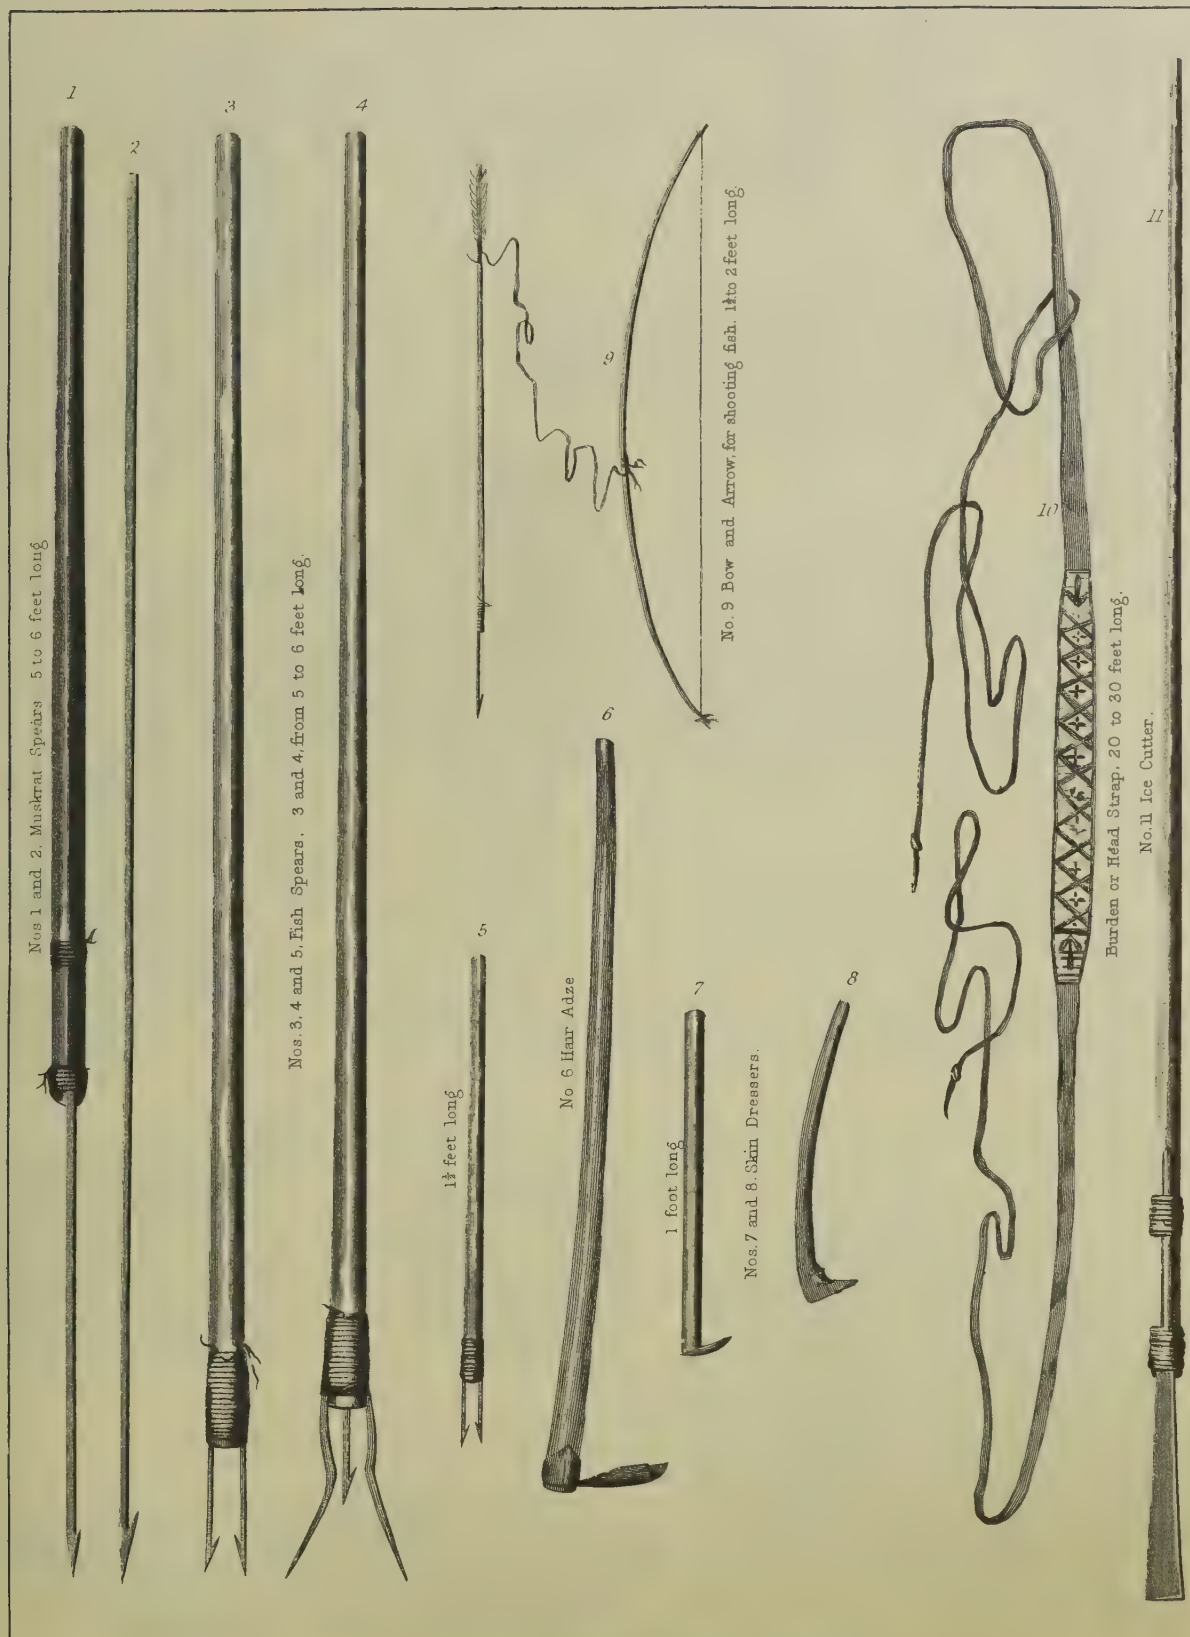 1
2
3
4
Nos 1 and 2. Muskrat Spears 5 to 6 feet long
Nos. 3, 4 and 5, Fish Spears. 3 and 4, from 5 to 6 feet long.
5
1½ feet long
6
No 6 Hair Adze
7
1 foot long
Nos. 7 and 8. Skin Dressers.
8
9
No. 9 Bow and Arrow, for shooting fish. 1½ to 2 feet long.
10
Burden or Head Strap, 20 to 30 feet long.
11
No. 11 Ice Cutter.